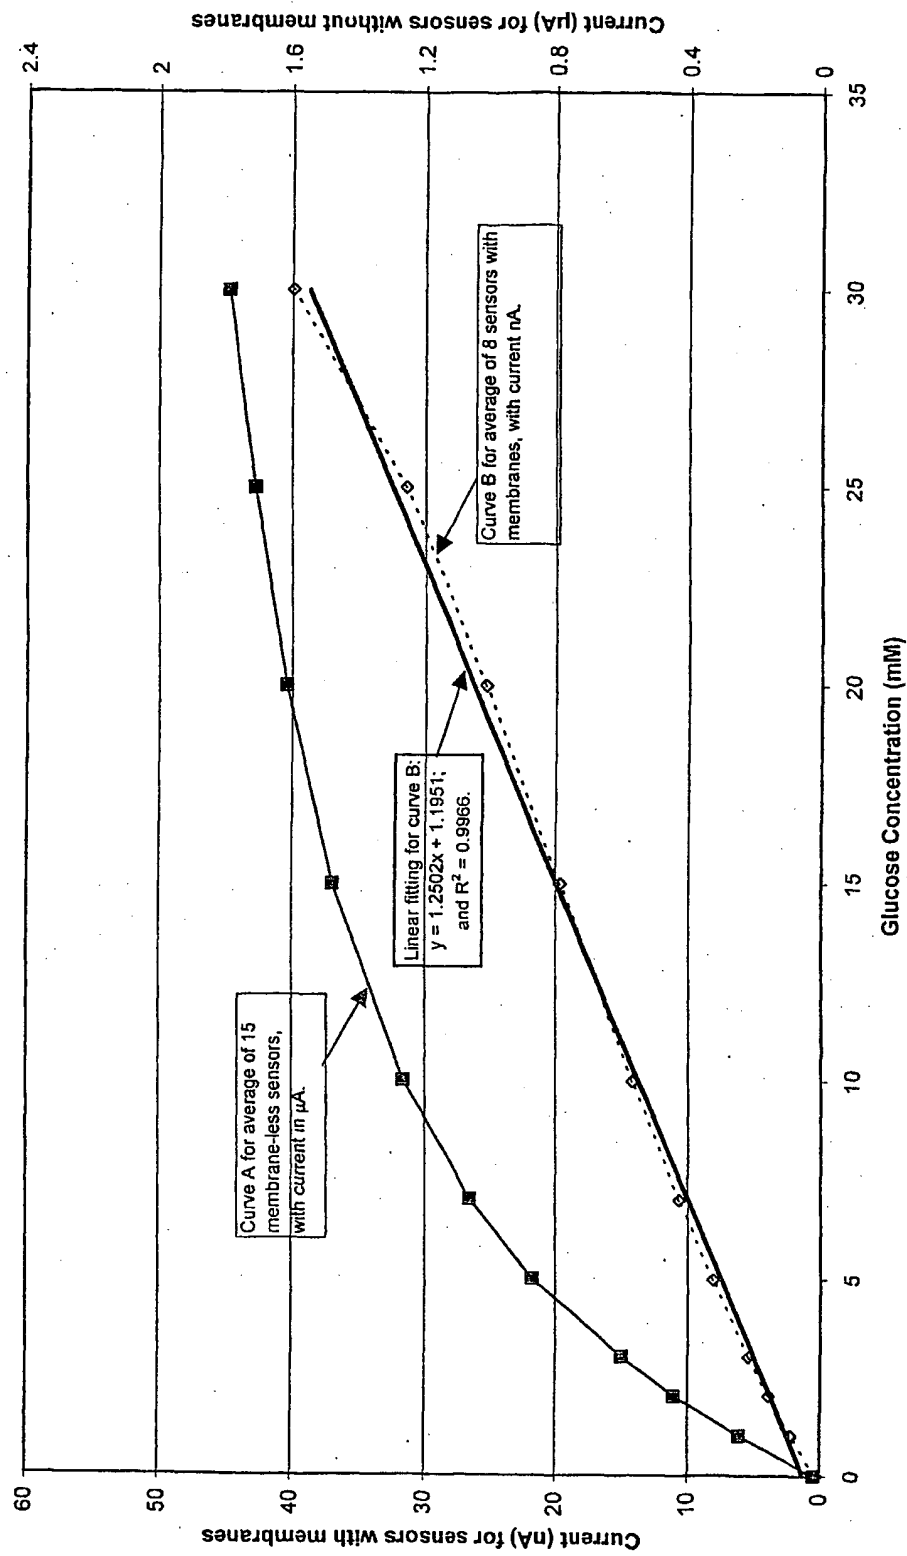 Current (nA) for sensors with membranes
60
50
40
30
20
10
0
Current (µA) for sensors without membranes
2.4
2
1.6
1.2
0.8
0.4
0
Curve A for average of 15
membrane-less sensors,
with current in µA.
Linear fitting for curve B:
y = 1.2502x + 1.1951;
and R² = 0.9966.
Curve B for average of 8 sensors with
membranes, with current nA.
0
5
10
15
20
25
30
35
Glucose Concentration (mM)